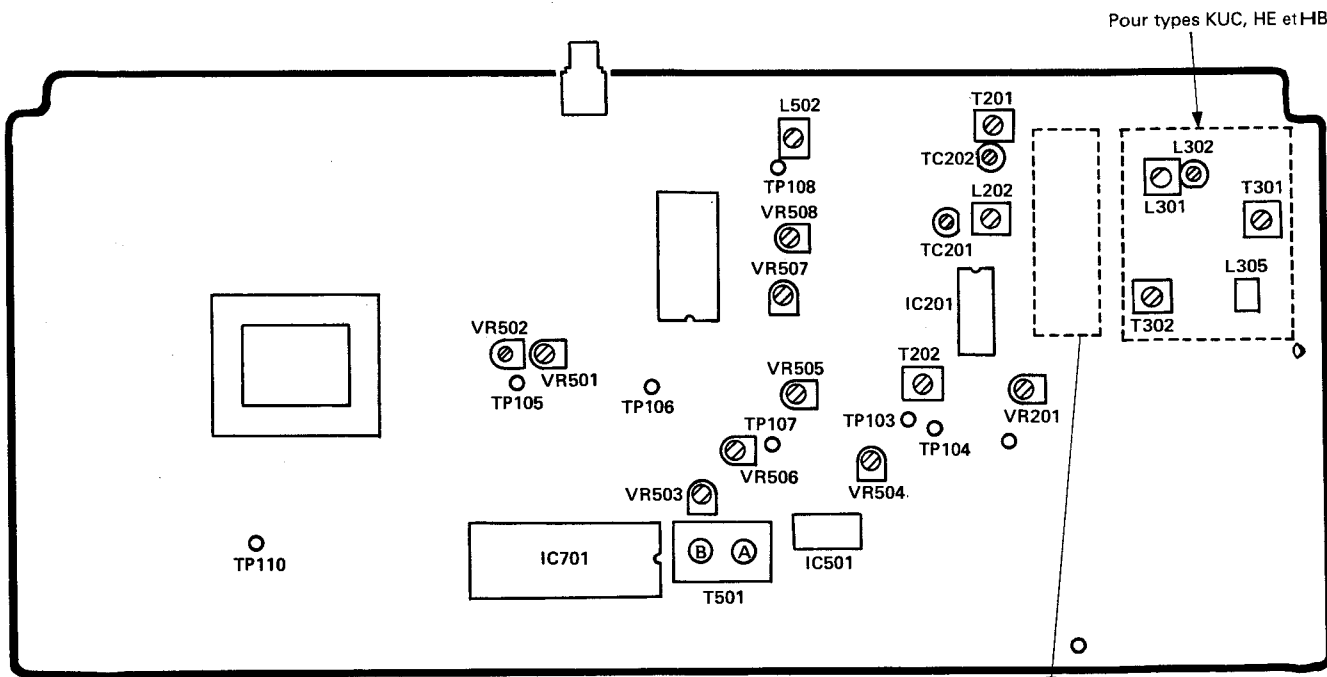 Pour types KUC, HE et HB
L502
T201
TC202
L302
TP108
L202
T301
L301
VR508
TC201
VR507
L305
IC201
T302
VR502
VR501
VR505
T202
TP105
TP106
VR201
TP107
TP103
TP104
VR506
VR503
VR504
IC701
B
A
IC501
TP110
T501